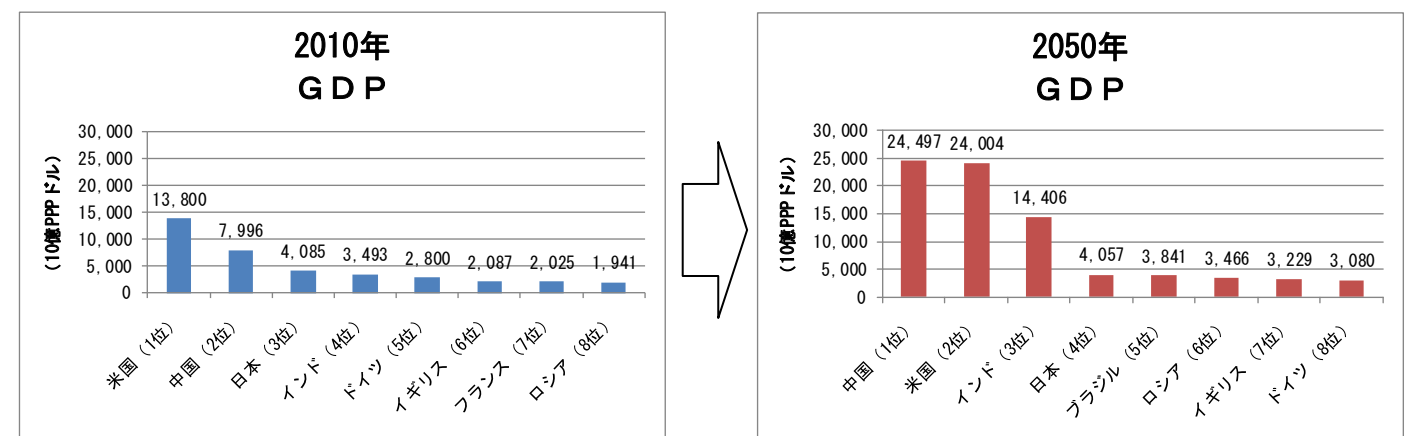 2010年
ＧＤＰ
(10億PPPドル)
30,000
25,000
20,000
15,000
10,000
5,000
0
13,800
7,996
4,085
3,493
2,800
2,087
2,025
1,941
米国（1位）
中国（2位）
日本（3位）
インド（4位）
ドイツ（5位）
イギリス（6位）
フランス（7位）
ロシア（8位）
2050年
ＧＤＰ
(10億PPPドル)
30,000
25,000
20,000
15,000
10,000
5,000
0
24,497
24,004
14,406
4,057
3,841
3,466
3,229
3,080
中国（1位）
米国（2位）
インド（3位）
日本（4位）
ブラジル（5位）
ロシア（6位）
イギリス（7位）
ドイツ（8位）